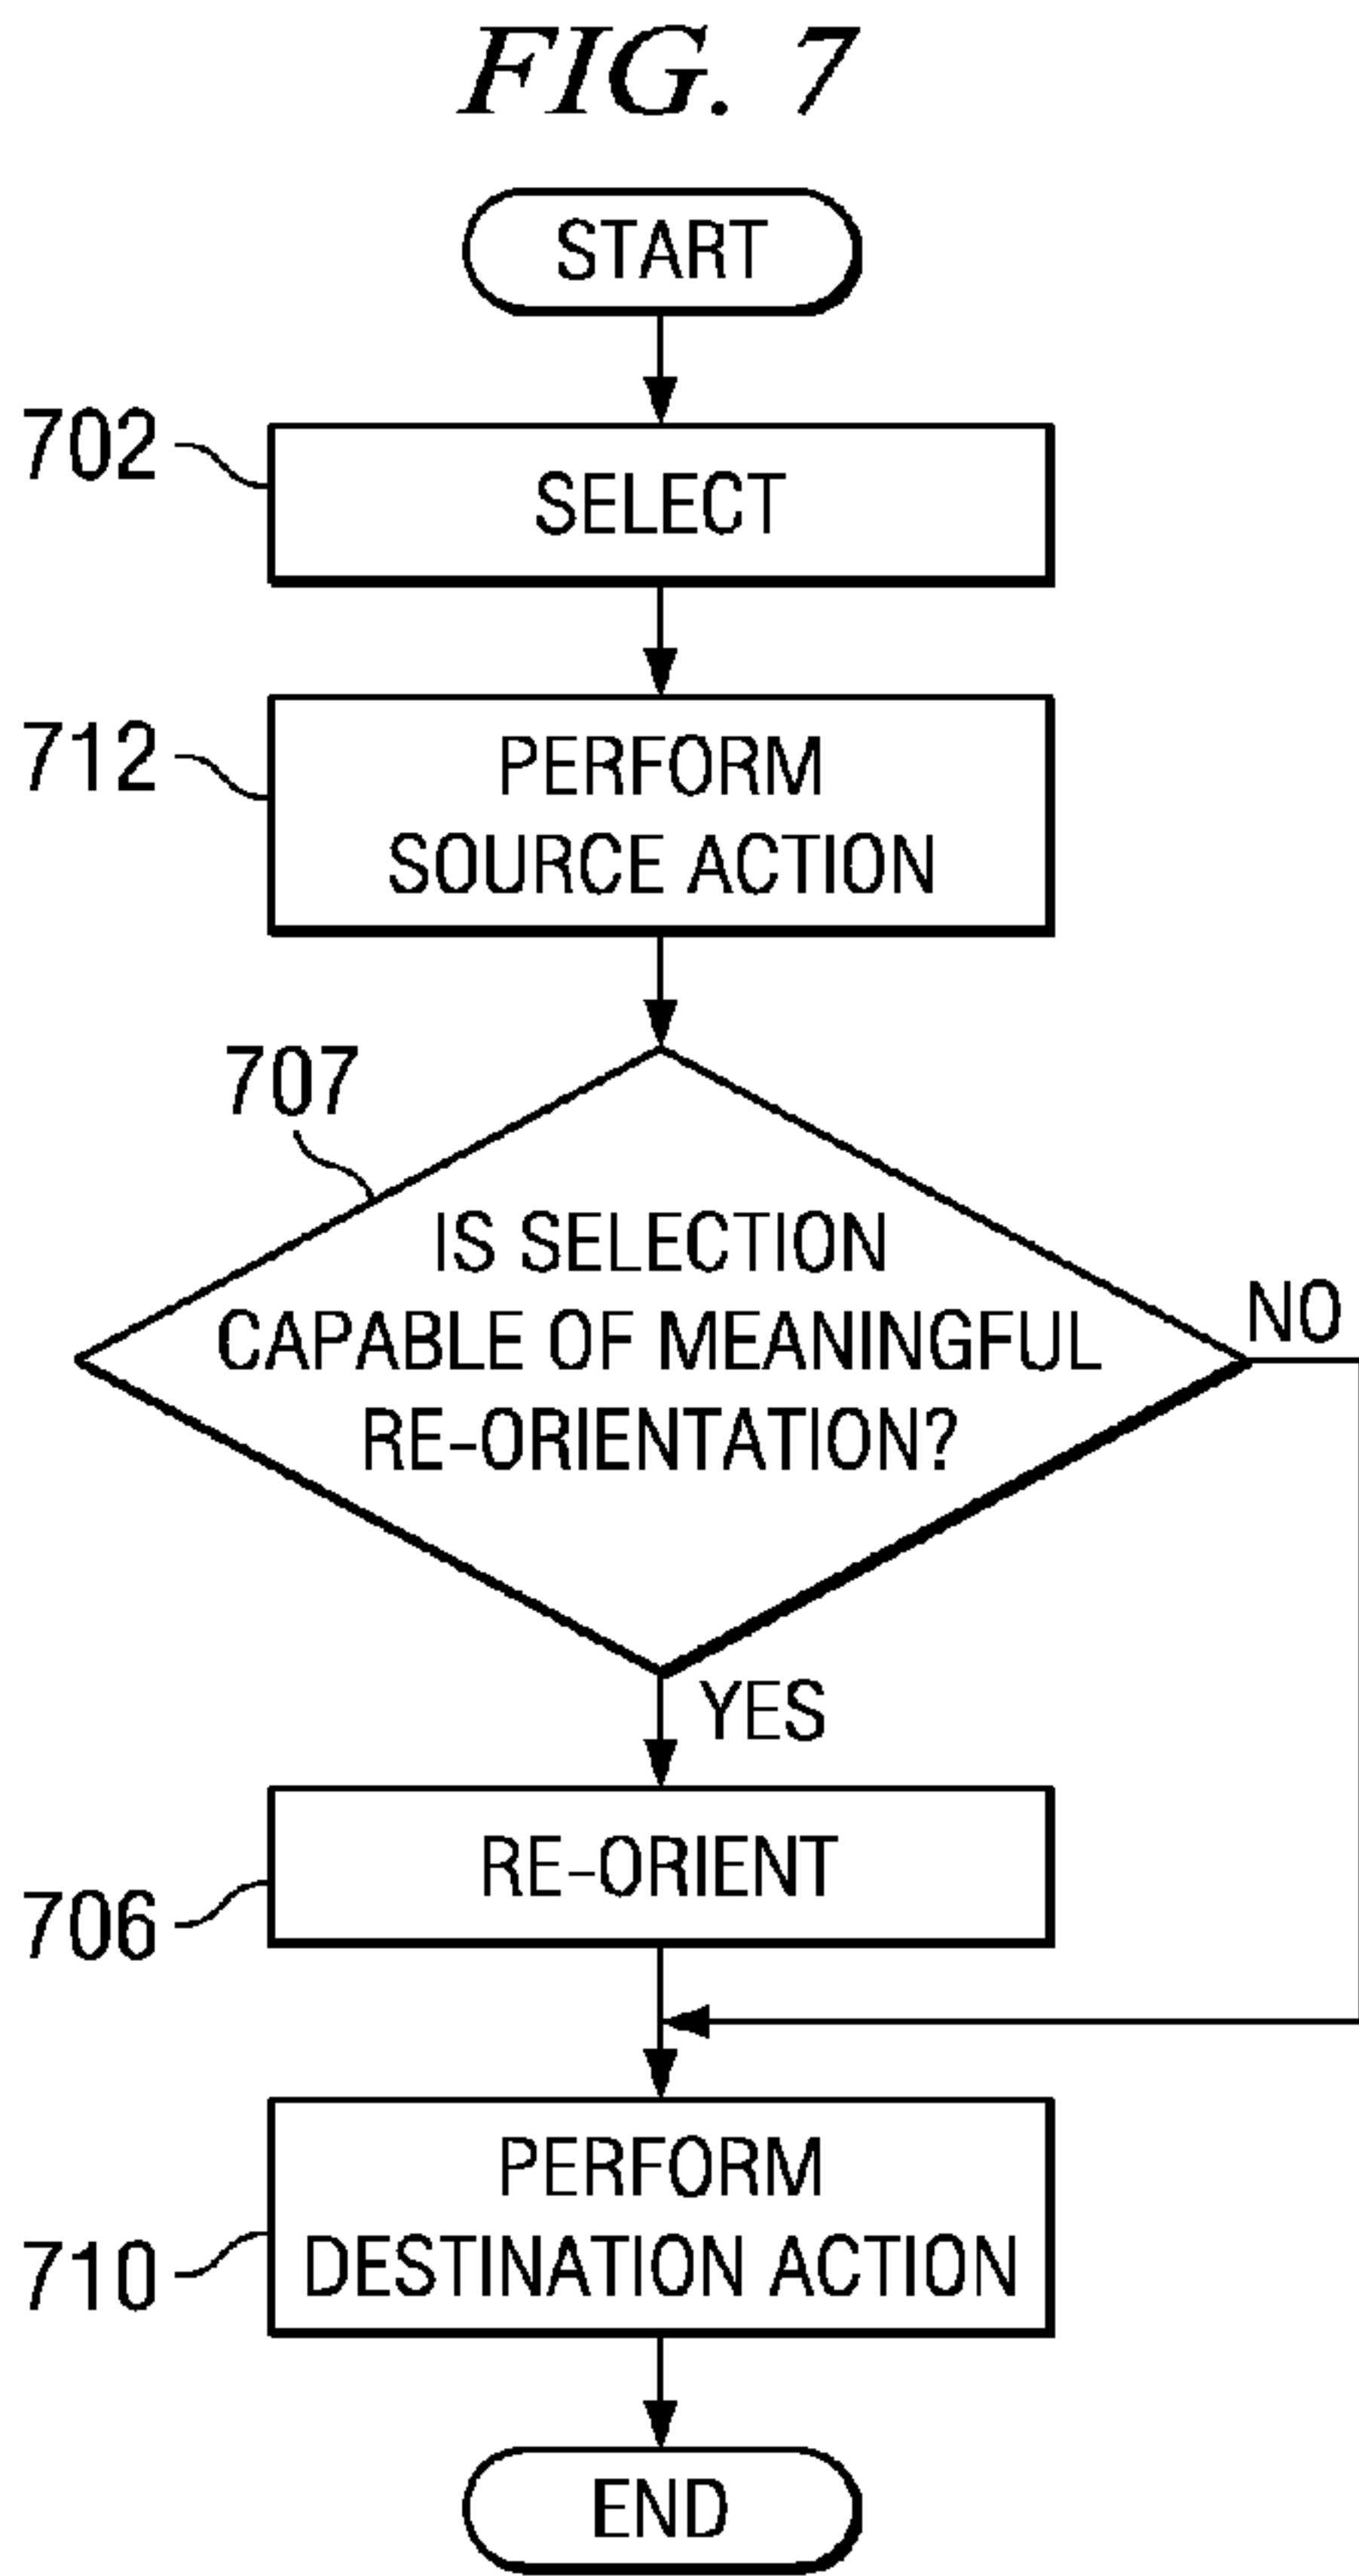 FIG. 7
START
702
SELECT
712
PERFORM
SOURCE ACTION
707
IS SELECTION
CAPABLE OF MEANINGFUL
RE-ORIENTATION?
NO
YES
RE-ORIENT
706
PERFORM
DESTINATION ACTION
710
END